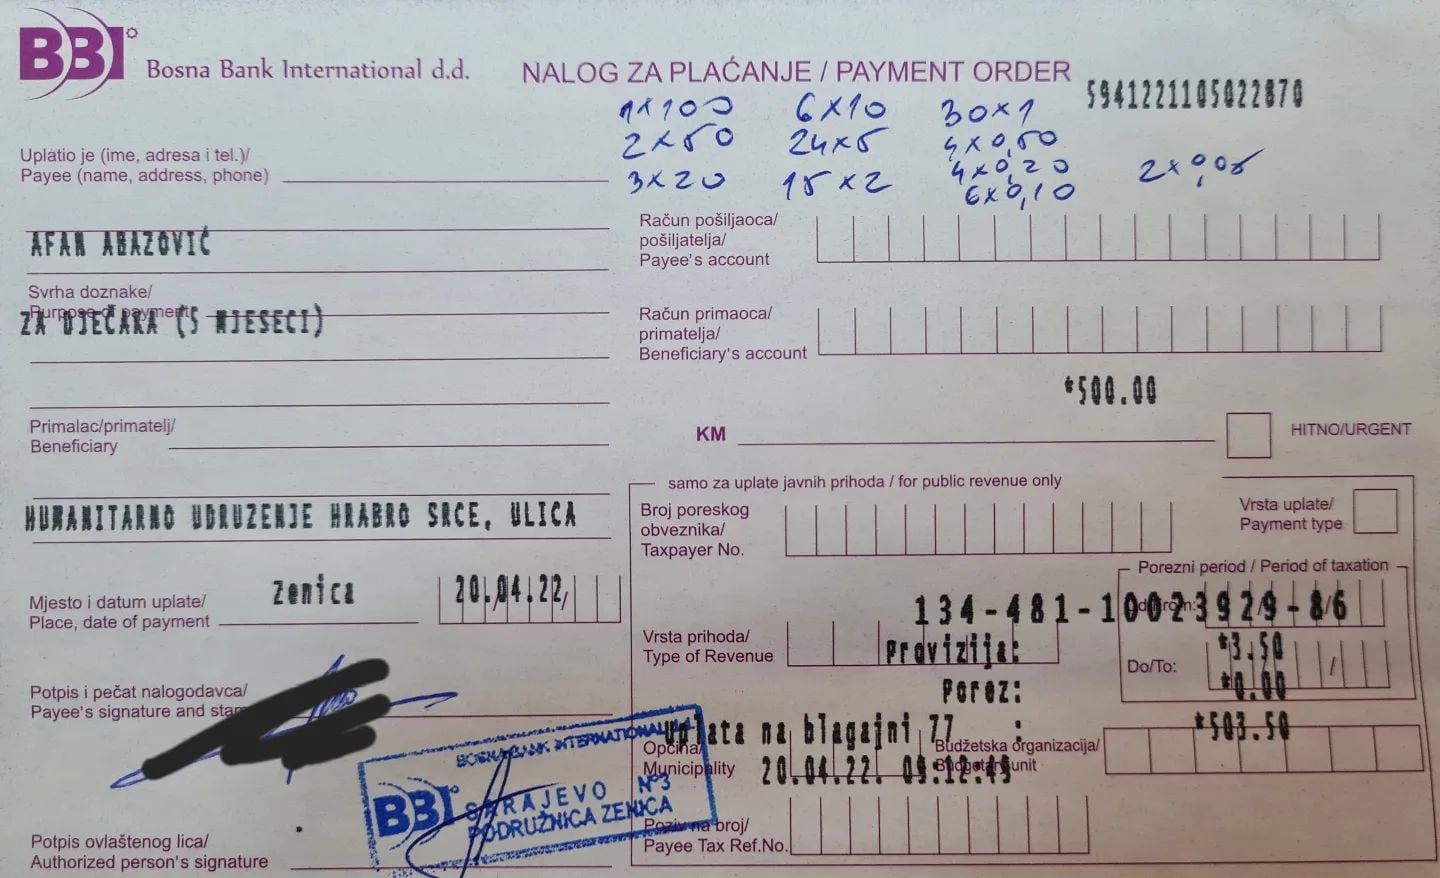 BBI Bosna Bank International d.d.
NALOG ZA PLAĆANJE / PAYMENT ORDER
5941221105022870
1x100 6x10 30x1
2x50 24x5 4x0,50
3x20 15x2 4x0,20 2x0,05
6x0,10
Uplatio je (ime, adresa i tel.)/
Payee (name, address, phone)
AFAN ABAZOVIĆ
Svrha doznake/
Purpose of payment
ZA DJEČAKA (5 MJESECI)
Primalac/primatelj/
Beneficiary
HUMANITARNO UDRUZENJE HRABRO SRCE, ULICA
Mjesto i datum uplate/
Place, date of payment
Zenica 20.04.22,
Potpis i pečat nalogodavca/
Payee's signature and
Potpis ovlaštenog lica/
Authorized person's signature
Račun pošiljaoca/
pošiljatelja/
Payee's account
Račun primaoca/
primatelja/
Beneficiary's account
*500.00
KM
HITNO/URGENT
samo za uplate javnih prihoda / for public revenue only
Broj poreskog
obveznika/
Taxpayer No.
Vrsta uplate/
Payment type
Porezni period / Period of taxation
134-481-10023929-86
Vrsta prihoda/
Type of Revenue
Provizija: *3.50
Do/To: /
Porez: *0.00
Uplata na blagajni 77 : *503.50
Općina/
Municipality
Budžetska organizacija/
Budgetary unit
20.04.22. 09:12:49
Poziv na broj/
Payee Tax Ref.No.
BOSNA BANK INTERNATIONAL d.d.
BBI SARAJEVO Nº3
PODRUŽNICA ZENICA